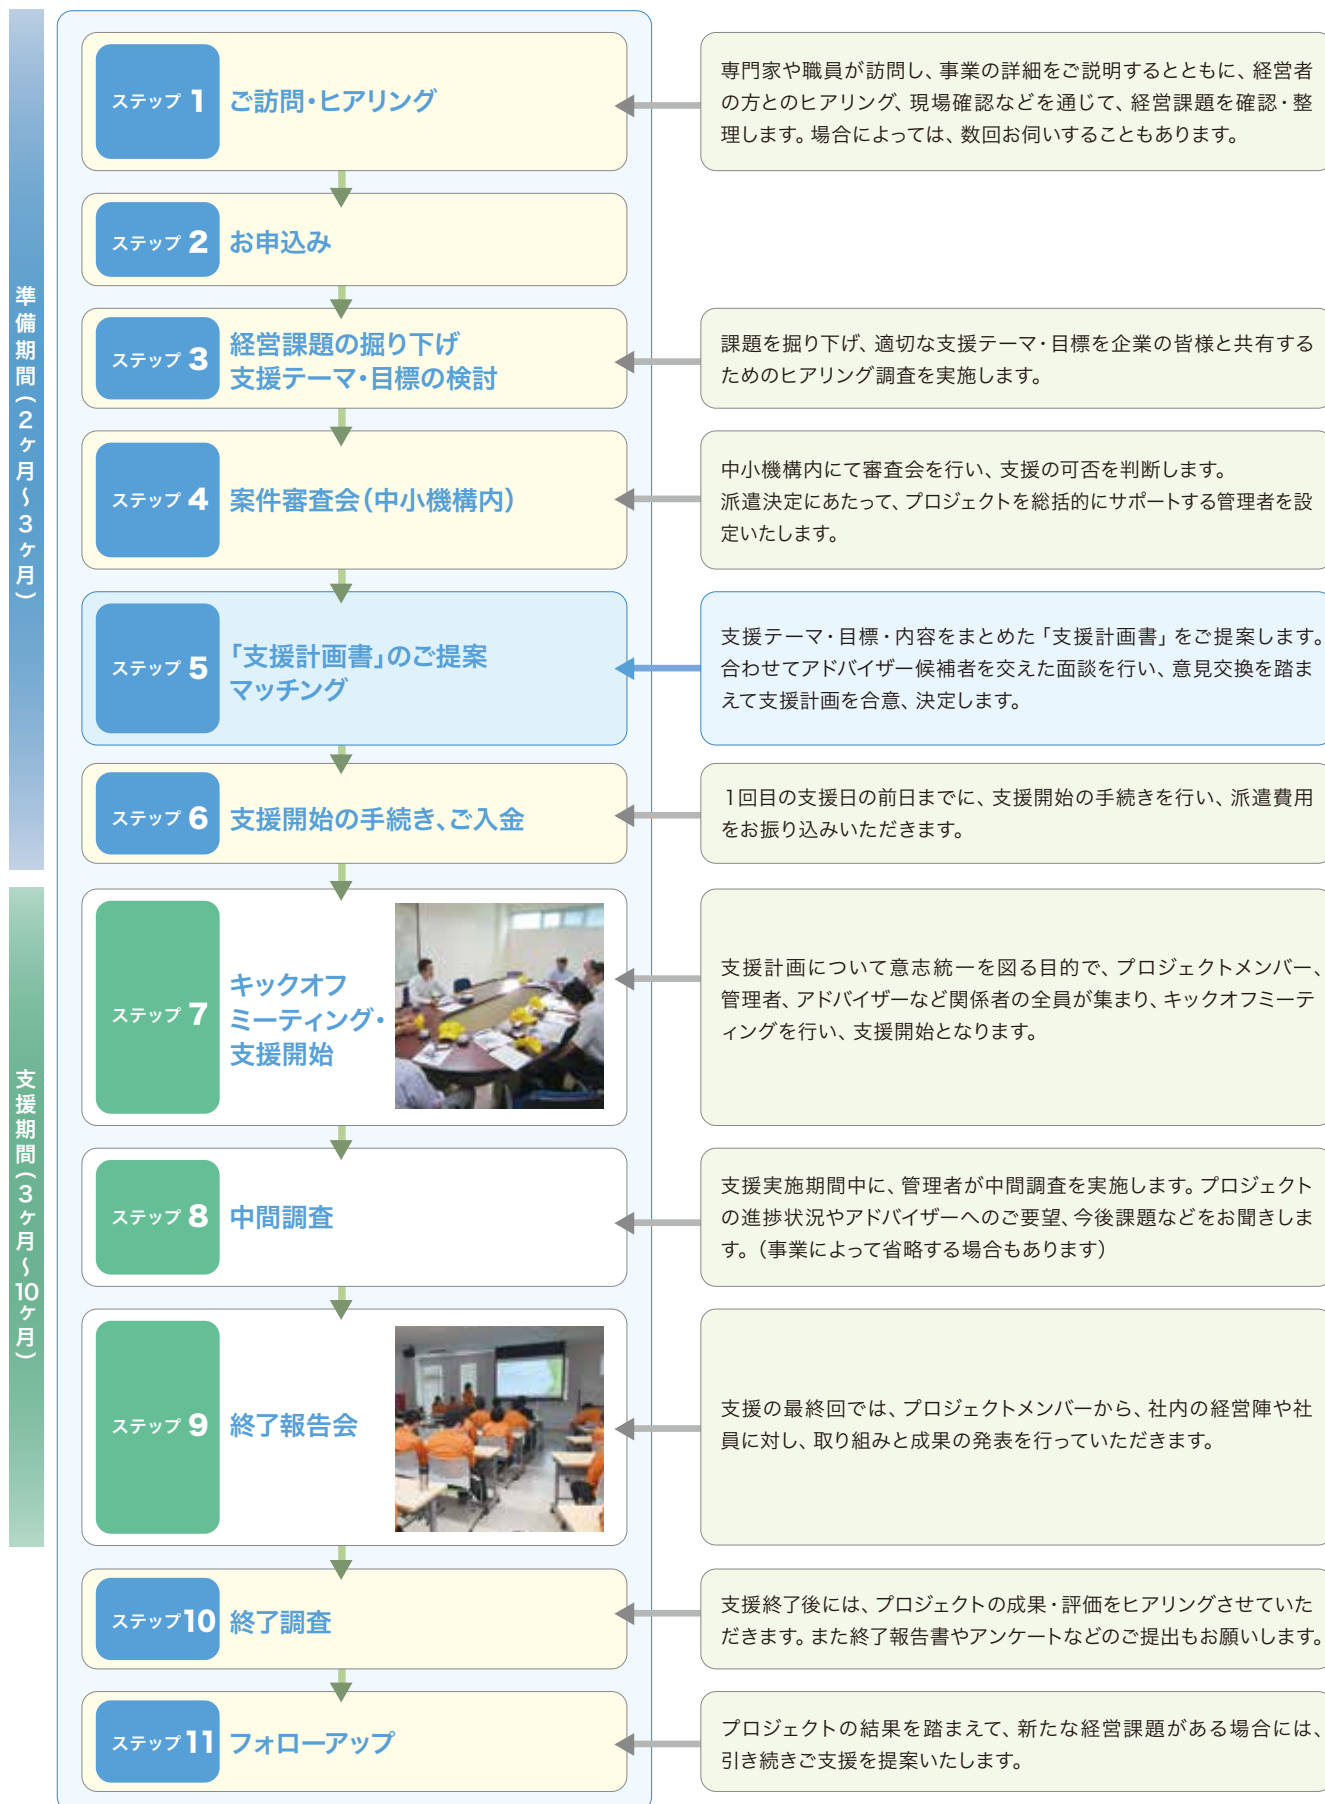 準備期間(2ヶ月〜3ヶ月)
ステップ 1 ご訪問・ヒアリング
専門家や職員が訪問し、事業の詳細をご説明するとともに、経営者
の方とのヒアリング、現場確認などを通じて、経営課題を確認・整
理します。場合によっては、数回お伺いすることもあります。
ステップ 2 お申込み
ステップ 3 経営課題の掘り下げ
支援テーマ・目標の検討
課題を掘り下げ、適切な支援テーマ・目標を企業の皆様と共有する
ためのヒアリング調査を実施します。
ステップ 4 案件審査会(中小機構内)
中小機構内にて審査会を行い、支援の可否を判断します。
派遣決定にあたって、プロジェクトを総括的にサポートする管理者を設
定いたします。
ステップ 5 「支援計画書」のご提案
マッチング
支援テーマ・目標・内容をまとめた「支援計画書」をご提案します。
合わせてアドバイザー候補者を交えた面談を行い、意見交換を踏ま
えて支援計画を合意、決定します。
ステップ 6 支援開始の手続き、ご入金
1回目の支援日の前日までに、支援開始の手続きを行い、派遣費用
をお振り込みいただきます。
支援期間(3ヶ月〜10ヶ月)
ステップ 7 キックオフ
ミーティング・
支援開始
支援計画について意志統一を図る目的で、プロジェクトメンバー、
管理者、アドバイザーなど関係者の全員が集まり、キックオフミーテ
ィングを行い、支援開始となります。
ステップ 8 中間調査
支援実施期間中に、管理者が中間調査を実施します。プロジェクト
の進捗状況やアドバイザーへのご要望、今後課題などをお聞きしま
す。(事業によって省略する場合もあります)
ステップ 9 終了報告会
支援の最終回では、プロジェクトメンバーから、社内の経営陣や社
員に対し、取り組みと成果の発表を行っていただきます。
ステップ 10 終了調査
支援終了後には、プロジェクトの成果・評価をヒアリングさせていた
だきます。また終了報告書やアンケートなどのご提出もお願いします。
ステップ 11 フォローアップ
プロジェクトの結果を踏まえて、新たな経営課題がある場合には、
引き続きご支援を提案いたします。